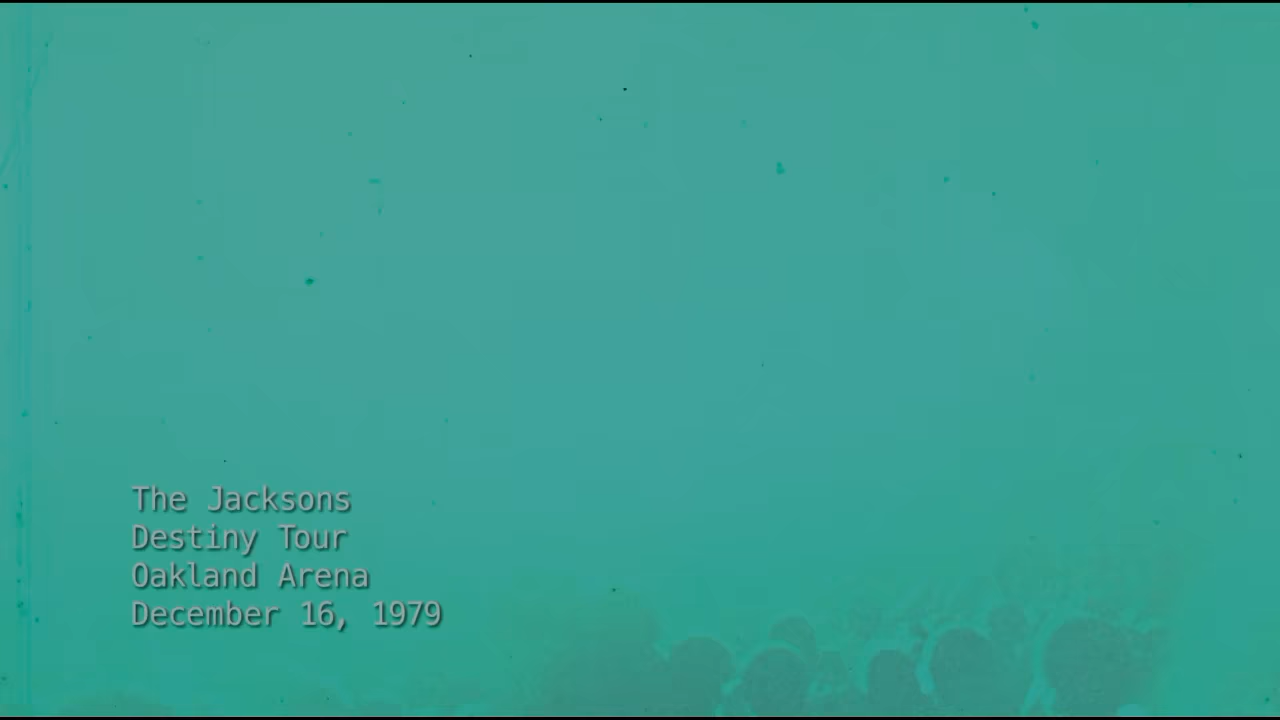 The Jacksons
Destiny Tour
Oakland Arena
December 16, 1979